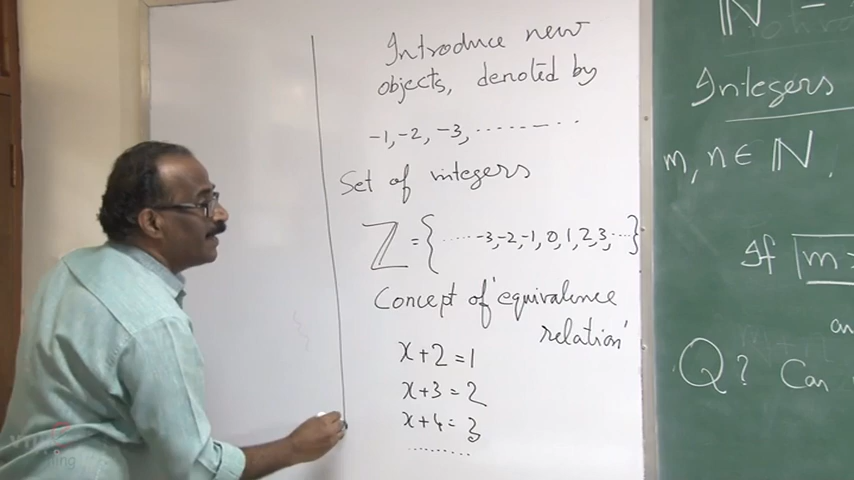 Introduce new
objects, denoted by
-1, -2, -3, ..........
Set of integers
ℤ = {.....-3,-2,-1,0,1,2,3,...}
Concept of 'equivalence
relation'
x+2=1
x+3=2
x+4=3
..........
ℕ -
Integers
m, n ∈ ℕ,
If m
an
Q? Can